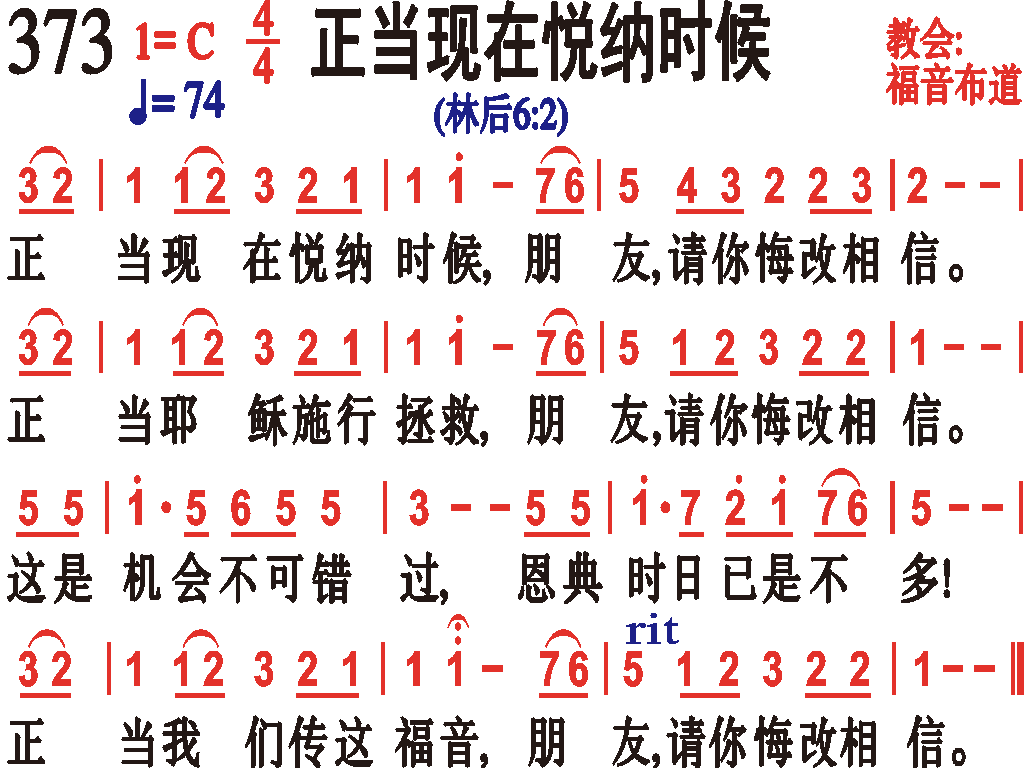 373 1=C 4/4 正当现在悦纳时候 教会:
♩=74 (林后6:2) 福音布道
3 2 | 1 1 2 3 2 1 | 1 i – 7 6 | 5 4 3 2 2 3 | 2 – – |
正 当现 在悦纳 时候, 朋 友,请你悔改相 信。
3 2 | 1 1 2 3 2 1 | 1 i – 7 6 | 5 1 2 3 2 2 | 1 – – |
正 当耶 稣施行 拯救, 朋 友,请你悔改相 信。
5 5 | i · 5 6 5 5 | 3 – – 5 5 | i · 7 2̇ i 7 6 | 5 – – |
这是 机会不可错 过, 恩典 时日已是不 多!
rit
3 2 | 1 1 2 3 2 1 | 1 i – 7 6 | 5 1 2 3 2 2 | 1 – – ‖
正 当我 们传这 福音, 朋 友,请你悔改相 信。